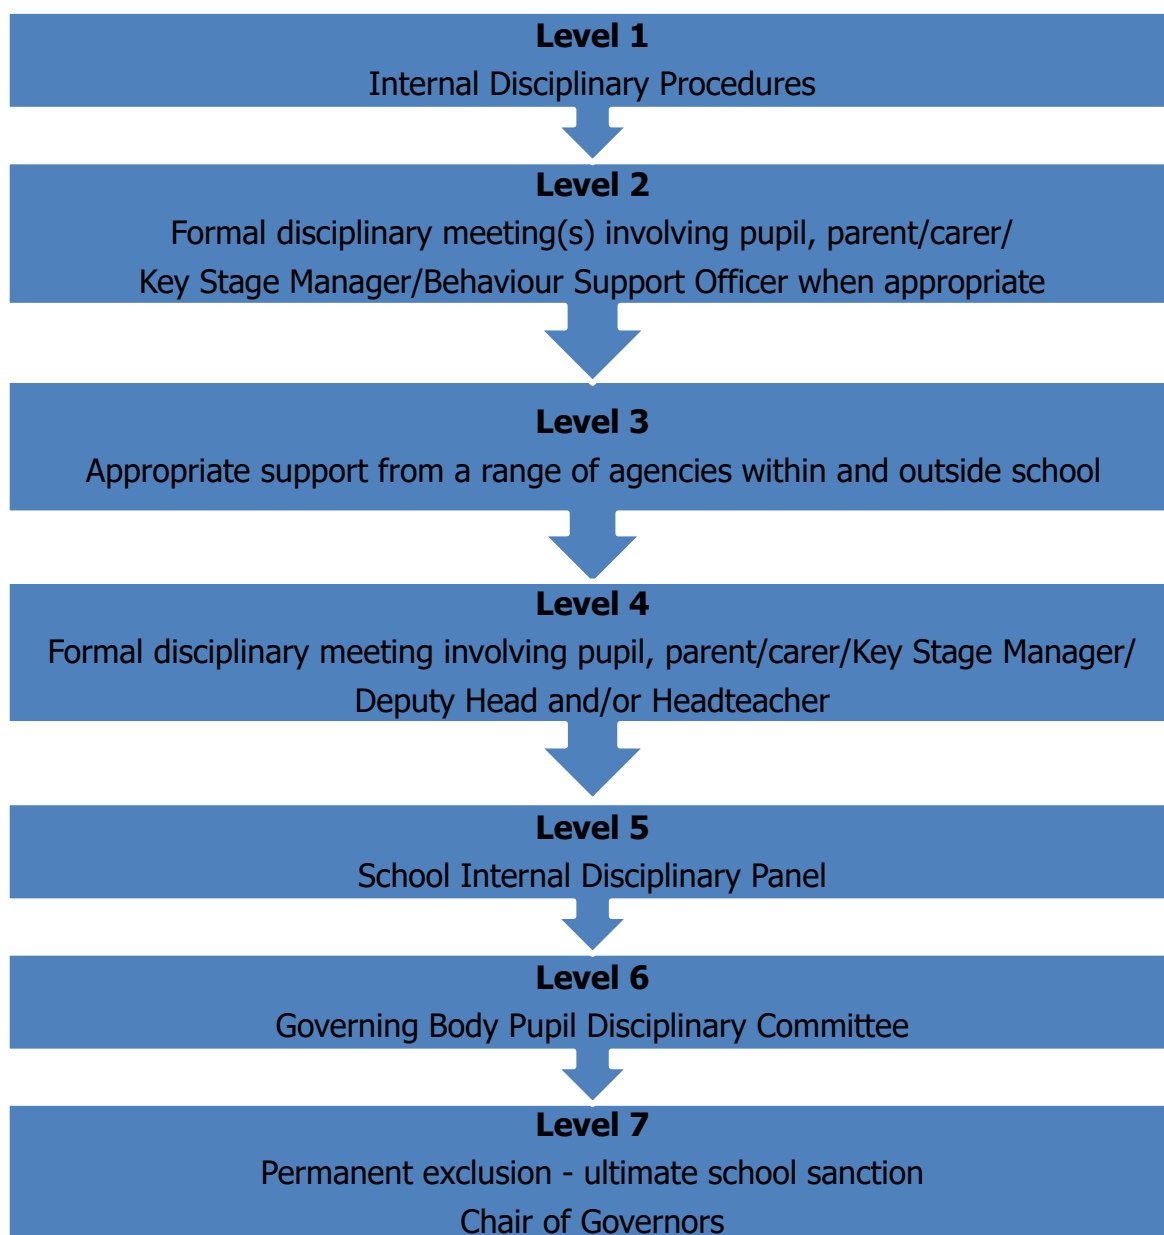 Level 1
Internal Disciplinary Procedures
Level 2
Formal disciplinary meeting(s) involving pupil, parent/carer/
Key Stage Manager/Behaviour Support Officer when appropriate
Level 3
Appropriate support from a range of agencies within and outside school
Level 4
Formal disciplinary meeting involving pupil, parent/carer/Key Stage Manager/
Deputy Head and/or Headteacher
Level 5
School Internal Disciplinary Panel
Level 6
Governing Body Pupil Disciplinary Committee
Level 7
Permanent exclusion - ultimate school sanction
Chair of Governors